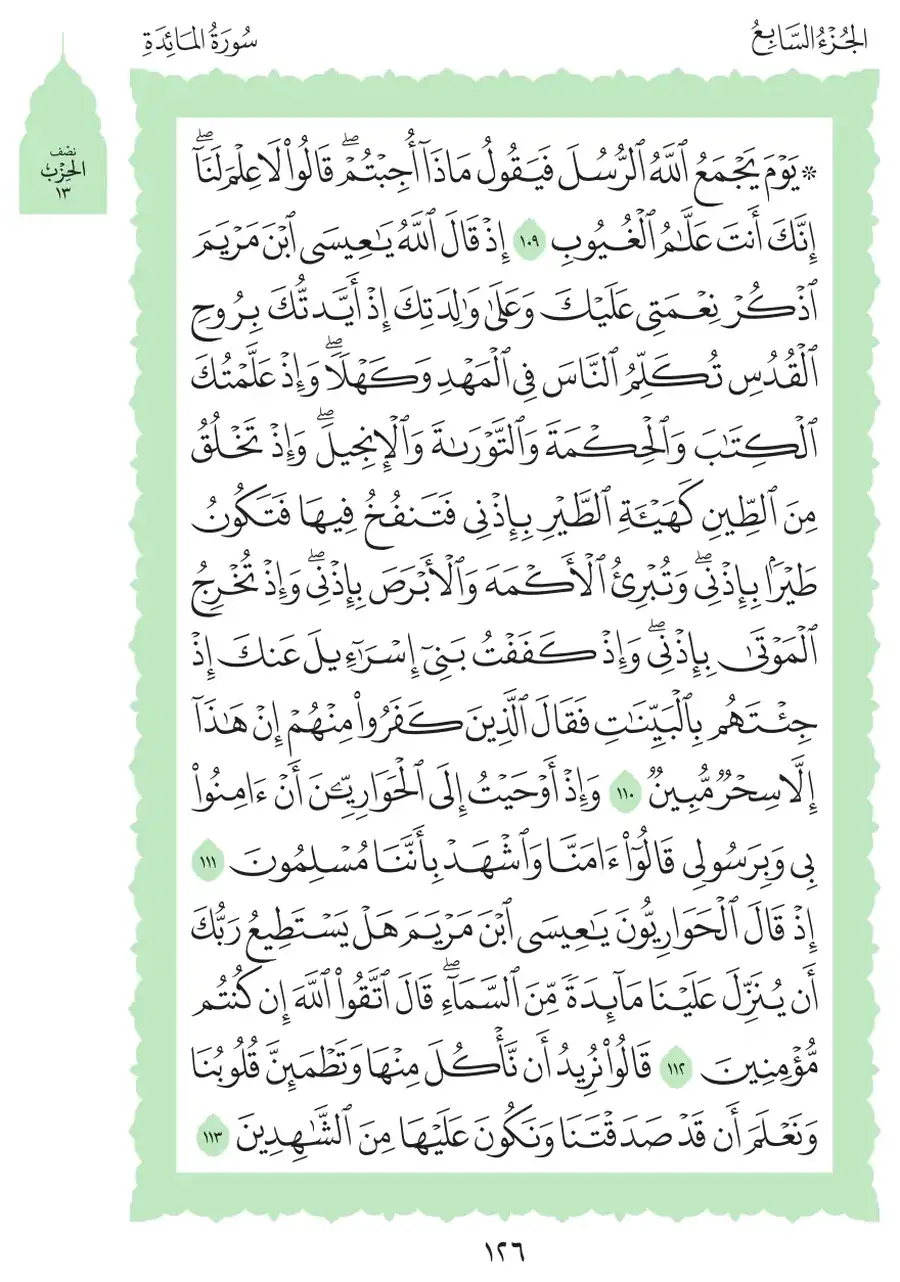 الجُزْءُ السَّابِعُ
سُورَةُ المَائِدَةِ
نِصْف
الحِزْب
١٣
۞ يَوْمَ يَجْمَعُ ٱللَّهُ ٱلرُّسُلَ فَيَقُولُ مَاذَآ أُجِبْتُمْۖ قَالُوا۟ لَا عِلْمَ لَنَآۖ
إِنَّكَ أَنتَ عَلَّـٰمُ ٱلْغُيُوبِ ١٠٩ إِذْ قَالَ ٱللَّهُ يَـٰعِيسَى ٱبْنَ مَرْيَمَ
ٱذْكُرْ نِعْمَتِى عَلَيْكَ وَعَلَىٰ وَٰلِدَتِكَ إِذْ أَيَّدتُّكَ بِرُوحِ
ٱلْقُدُسِ تُكَلِّمُ ٱلنَّاسَ فِى ٱلْمَهْدِ وَكَهْلًاۖ وَإِذْ عَلَّمْتُكَ
ٱلْكِتَـٰبَ وَٱلْحِكْمَةَ وَٱلتَّوْرَىٰةَ وَٱلْإِنجِيلَۖ وَإِذْ تَخْلُقُ
مِنَ ٱلطِّينِ كَهَيْـَٔةِ ٱلطَّيْرِ بِإِذْنِى فَتَنفُخُ فِيهَا فَتَكُونُ
طَيْرًۢا بِإِذْنِىۖ وَتُبْرِئُ ٱلْأَكْمَهَ وَٱلْأَبْرَصَ بِإِذْنِىۖ وَإِذْ تُخْرِجُ
ٱلْمَوْتَىٰ بِإِذْنِىۖ وَإِذْ كَفَفْتُ بَنِىٓ إِسْرَٰٓءِيلَ عَنكَ إِذْ
جِئْتَهُم بِٱلْبَيِّنَـٰتِ فَقَالَ ٱلَّذِينَ كَفَرُوا۟ مِنْهُمْ إِنْ هَـٰذَآ
إِلَّا سِحْرٌ مُّبِينٌ ١١٠ وَإِذْ أَوْحَيْتُ إِلَى ٱلْحَوَارِيِّـۧنَ أَنْ ءَامِنُوا۟
بِى وَبِرَسُولِى قَالُوٓا۟ ءَامَنَّا وَٱشْهَدْ بِأَنَّنَا مُسْلِمُونَ ١١١
إِذْ قَالَ ٱلْحَوَارِيُّونَ يَـٰعِيسَى ٱبْنَ مَرْيَمَ هَلْ يَسْتَطِيعُ رَبُّكَ
أَن يُنَزِّلَ عَلَيْنَا مَآئِدَةً مِّنَ ٱلسَّمَآءِۖ قَالَ ٱتَّقُوا۟ ٱللَّهَ إِن كُنتُم
مُّؤْمِنِينَ ١١٢ قَالُوا۟ نُرِيدُ أَن نَّأْكُلَ مِنْهَا وَتَطْمَئِنَّ قُلُوبُنَا
وَنَعْلَمَ أَن قَدْ صَدَقْتَنَا وَنَكُونَ عَلَيْهَا مِنَ ٱلشَّـٰهِدِينَ ١١٣
١٢٦